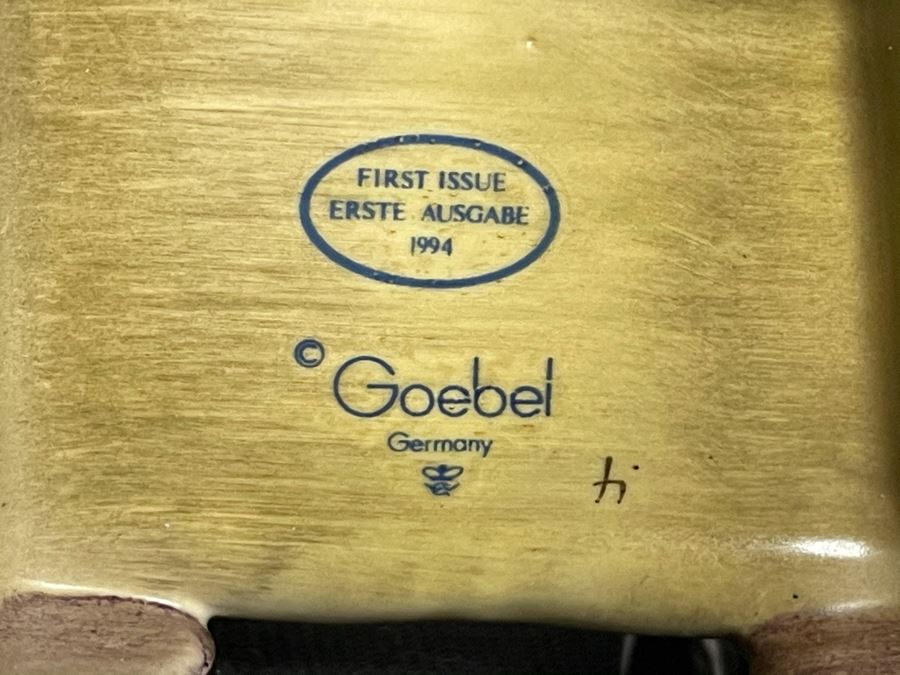 FIRST ISSUE
ERSTE AUSGABE
1994
© Goebel
Germany